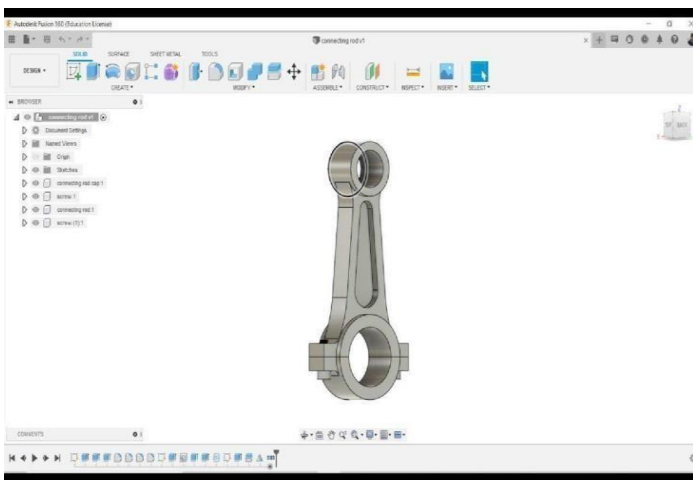 Autodesk Fusion 360 (Education License)
connecting rod v1
SOLID SURFACE SHEET METAL TOOLS
DESIGN
CREATE MODIFY ASSEMBLE CONSTRUCT INSPECT INSERT SELECT
BROWSER
connecting rod v1
Document Settings
Named Views
Origin
Sketches
connecting rod cap:1
screw:1
connecting rod:1
screw (1):1
Z
BACK
X
COMMENTS